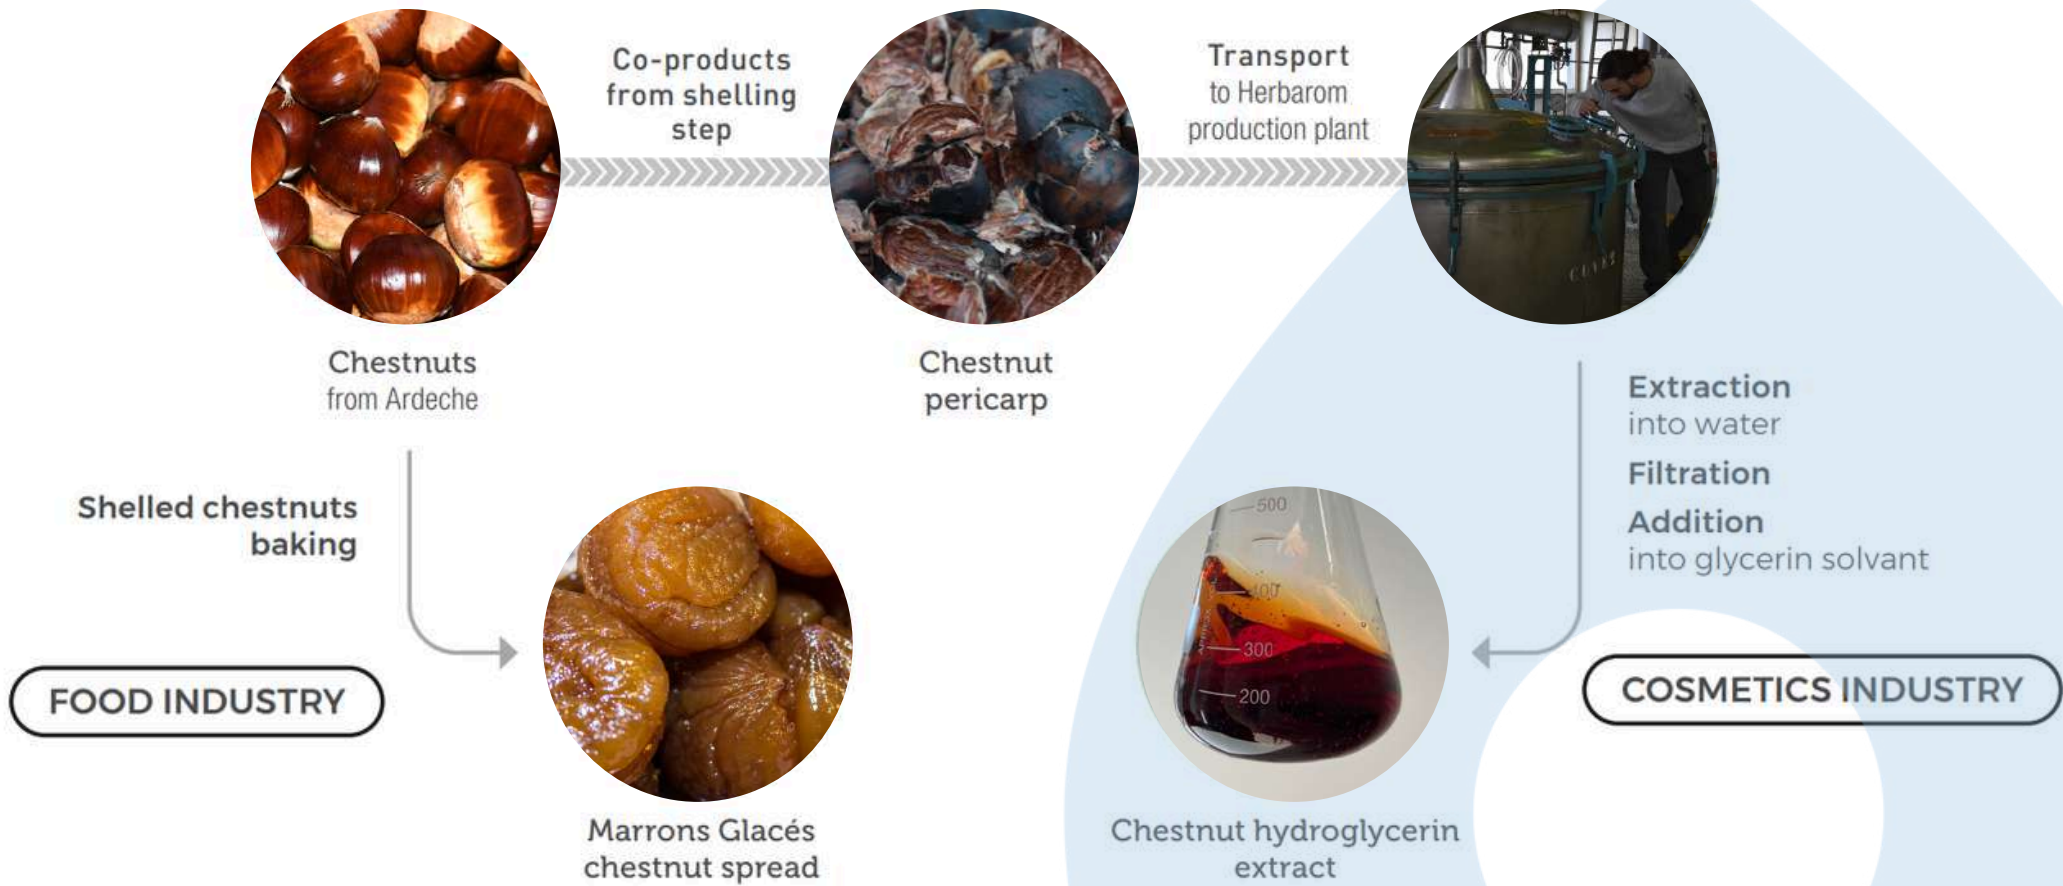 Co-products
from shelling
step
Transport
to Herbarom
production plant
Chestnuts
from Ardeche
Chestnut
pericarp
Extraction
into water
Filtration
Addition
into glycerin solvant
Shelled chestnuts
baking
500
400
300
200
FOOD INDUSTRY
COSMETICS INDUSTRY
Marrons Glacés
chestnut spread
Chestnut hydroglycerin
extract